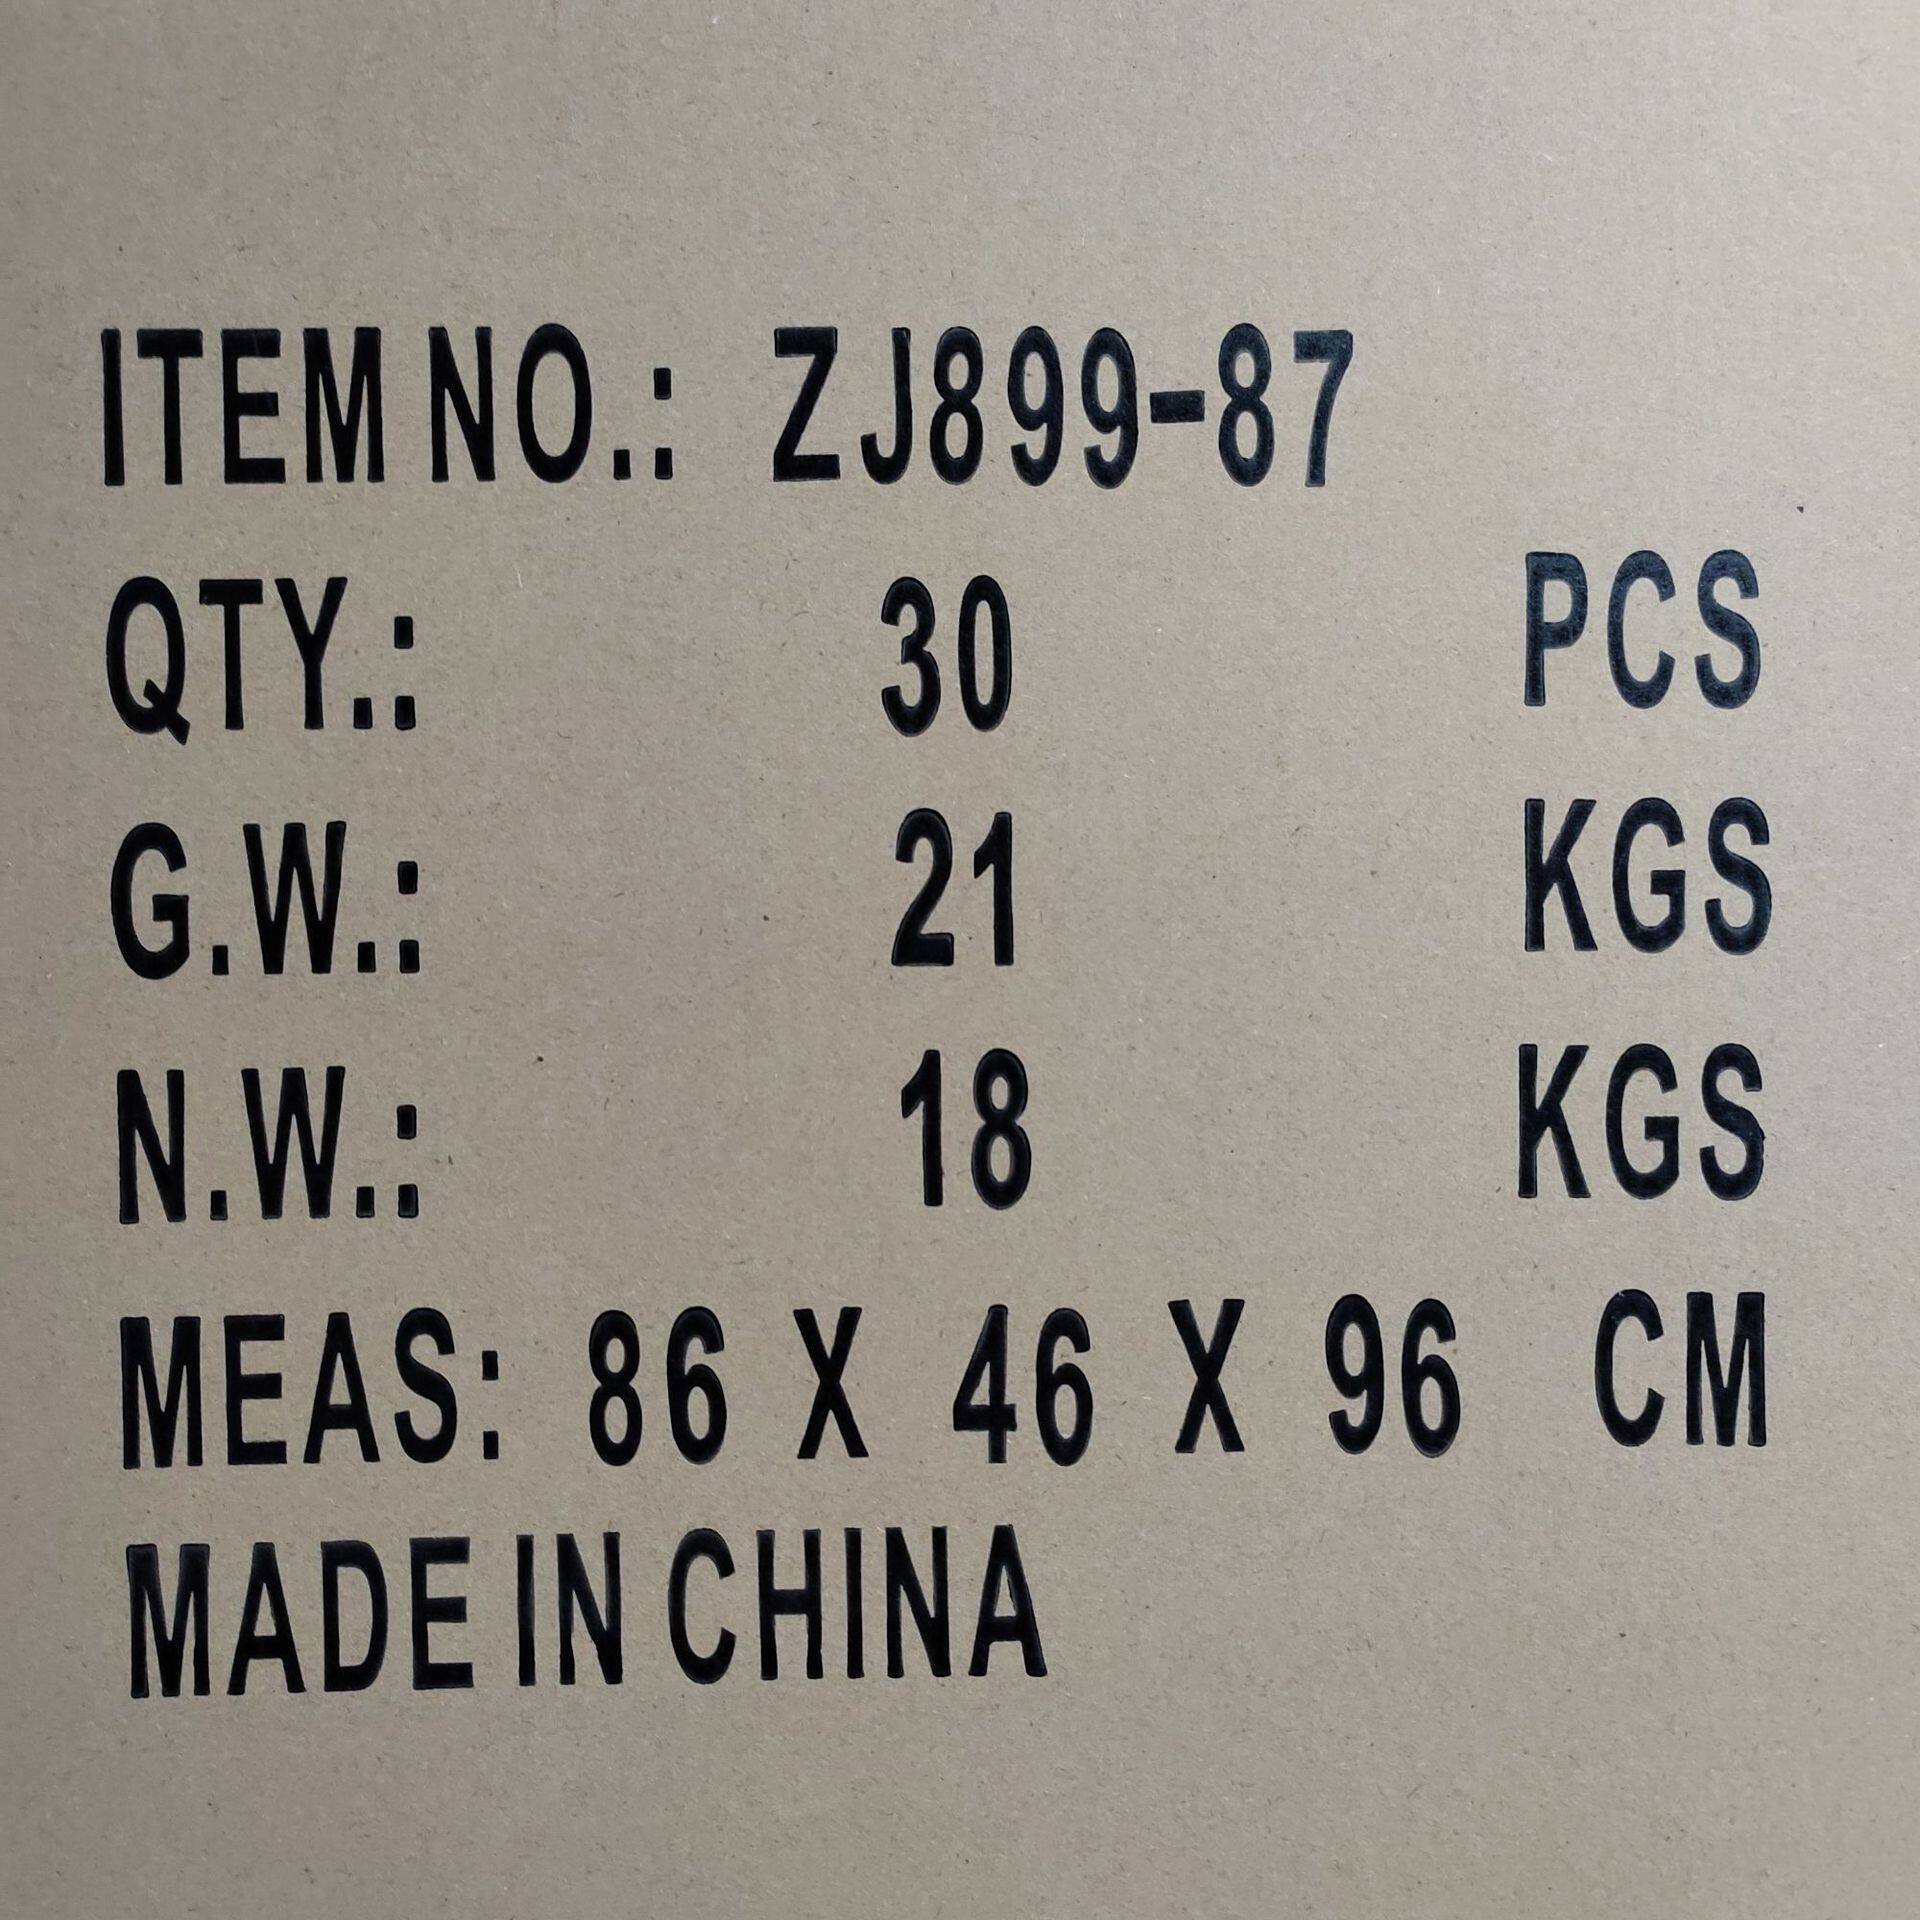 ITEM NO.: ZJ899-87
QTY.: 30 PCS
G.W.: 21 KGS
N.W.: 18 KGS
MEAS: 86 X 46 X 96 CM
MADE IN CHINA